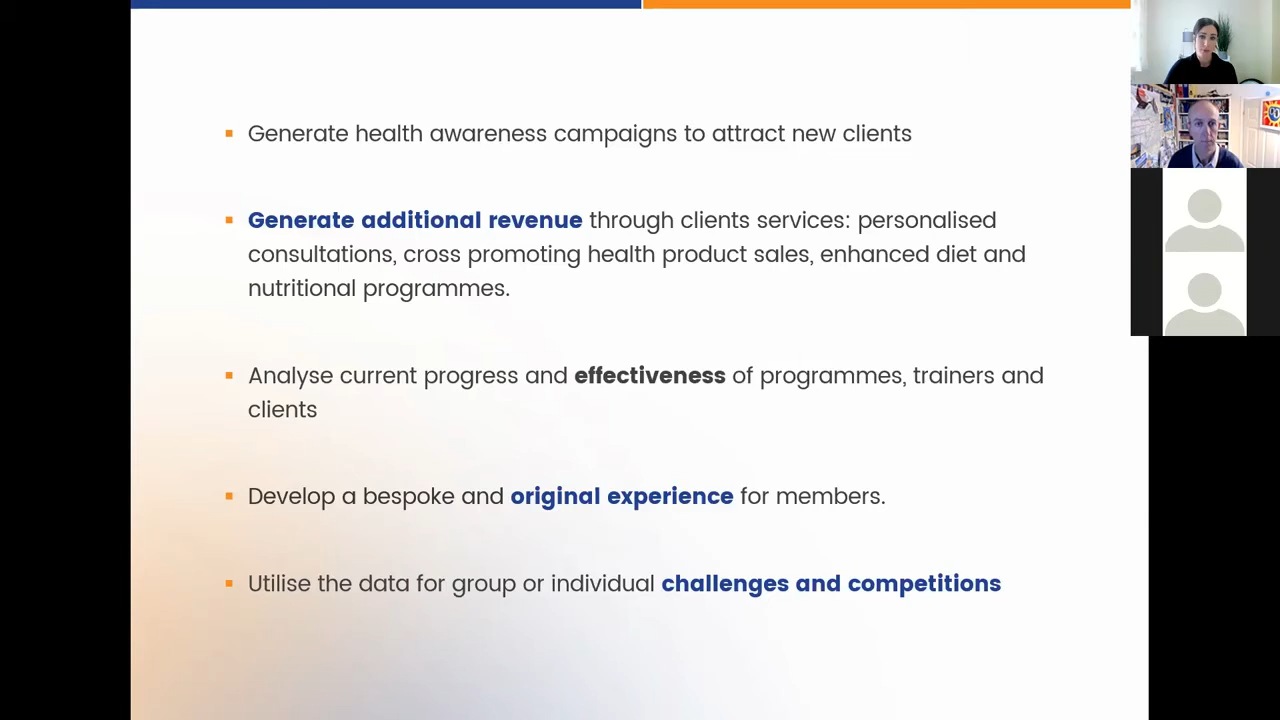 Generate health awareness campaigns to attract new clients
Generate additional revenue through clients services: personalised
consultations, cross promoting health product sales, enhanced diet and
nutritional programmes.
Analyse current progress and effectiveness of programmes, trainers and
clients
Develop a bespoke and original experience for members.
Utilise the data for group or individual challenges and competitions